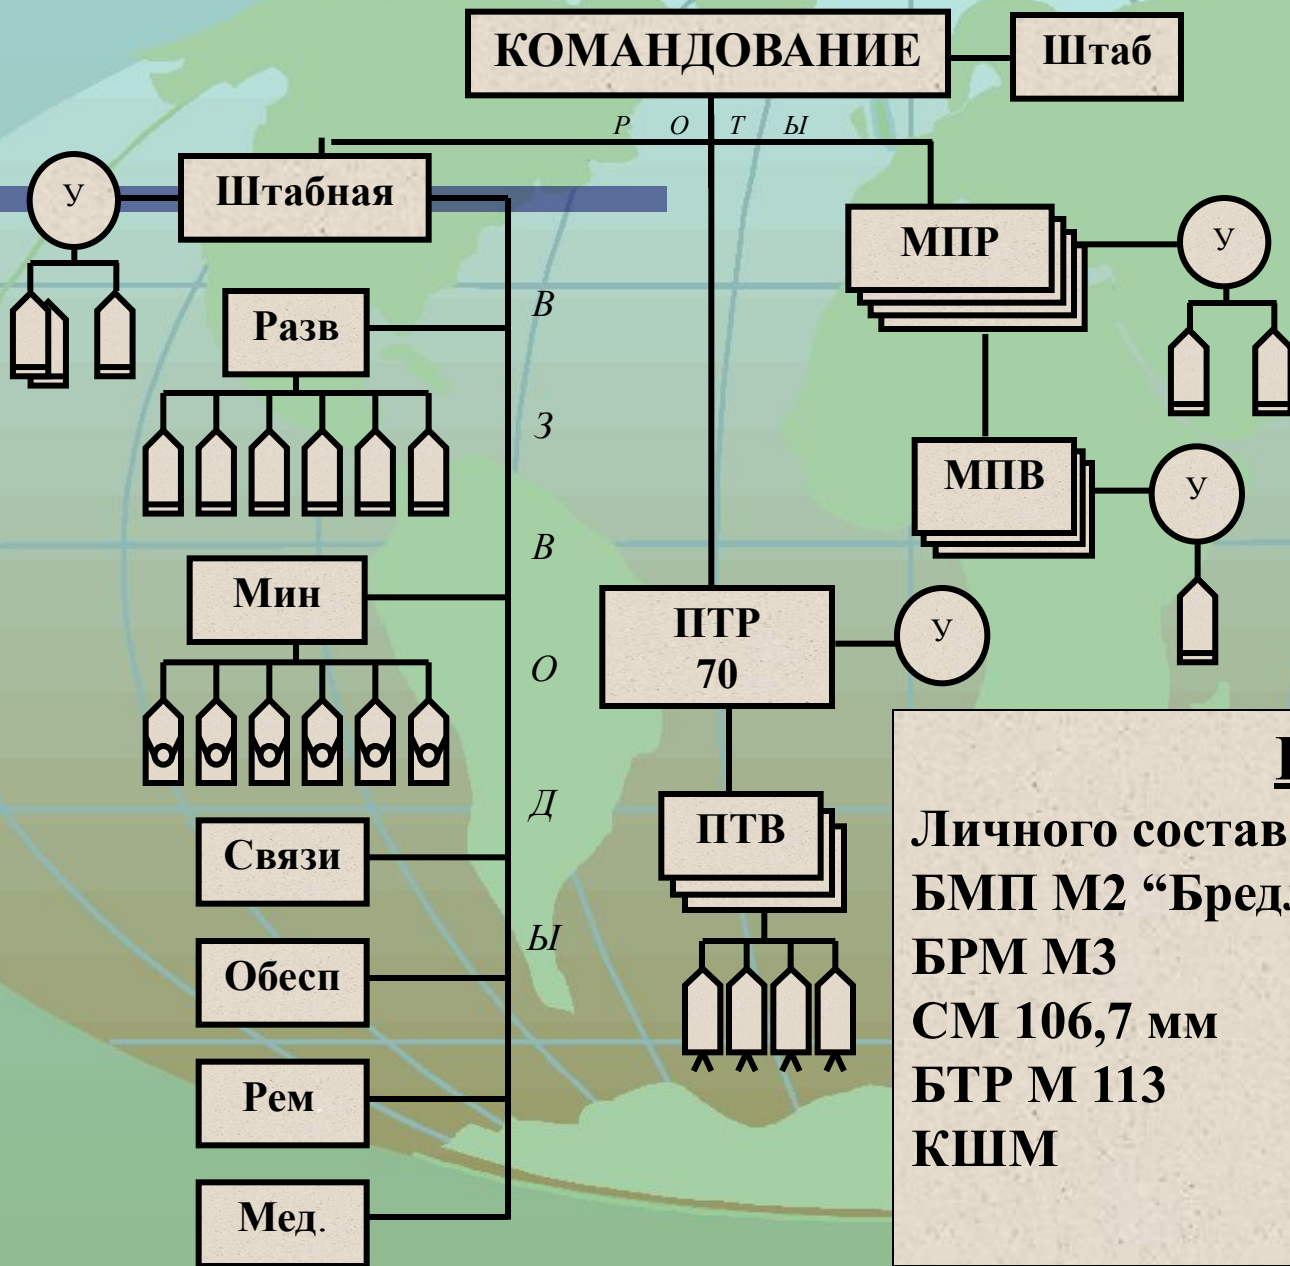 КОМАНДОВАНИЕ
Штаб
Р О Т Ы
У
Штабная
МПР
У
Разв
МПВ
У
Мин
ПТР
70
У
ПТВ
Связи
Обесп
Рем
Мед.
В
З
В
О
Д
Ы
Личного состав
БМП М2 “Бред
БРМ М3
СМ 106,7 мм
БТР М 113
КШМ